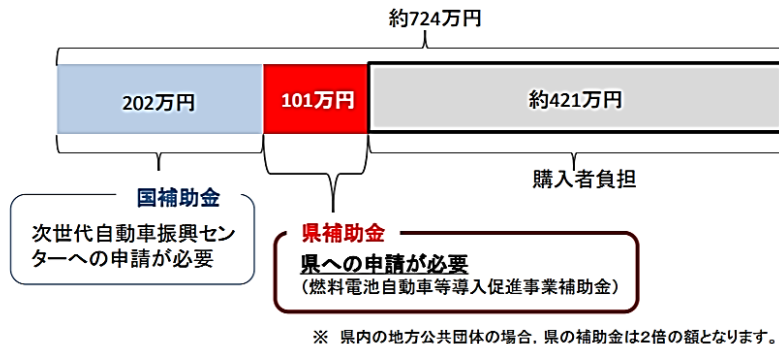 約724万円
202万円
101万円
約421万円
購入者負担
国補助金
次世代自動車振興セン
ターへの申請が必要
県補助金
県への申請が必要
(燃料電池自動車等導入促進事業補助金)
※ 県内の地方公共団体の場合，県の補助金は2倍の額となります。